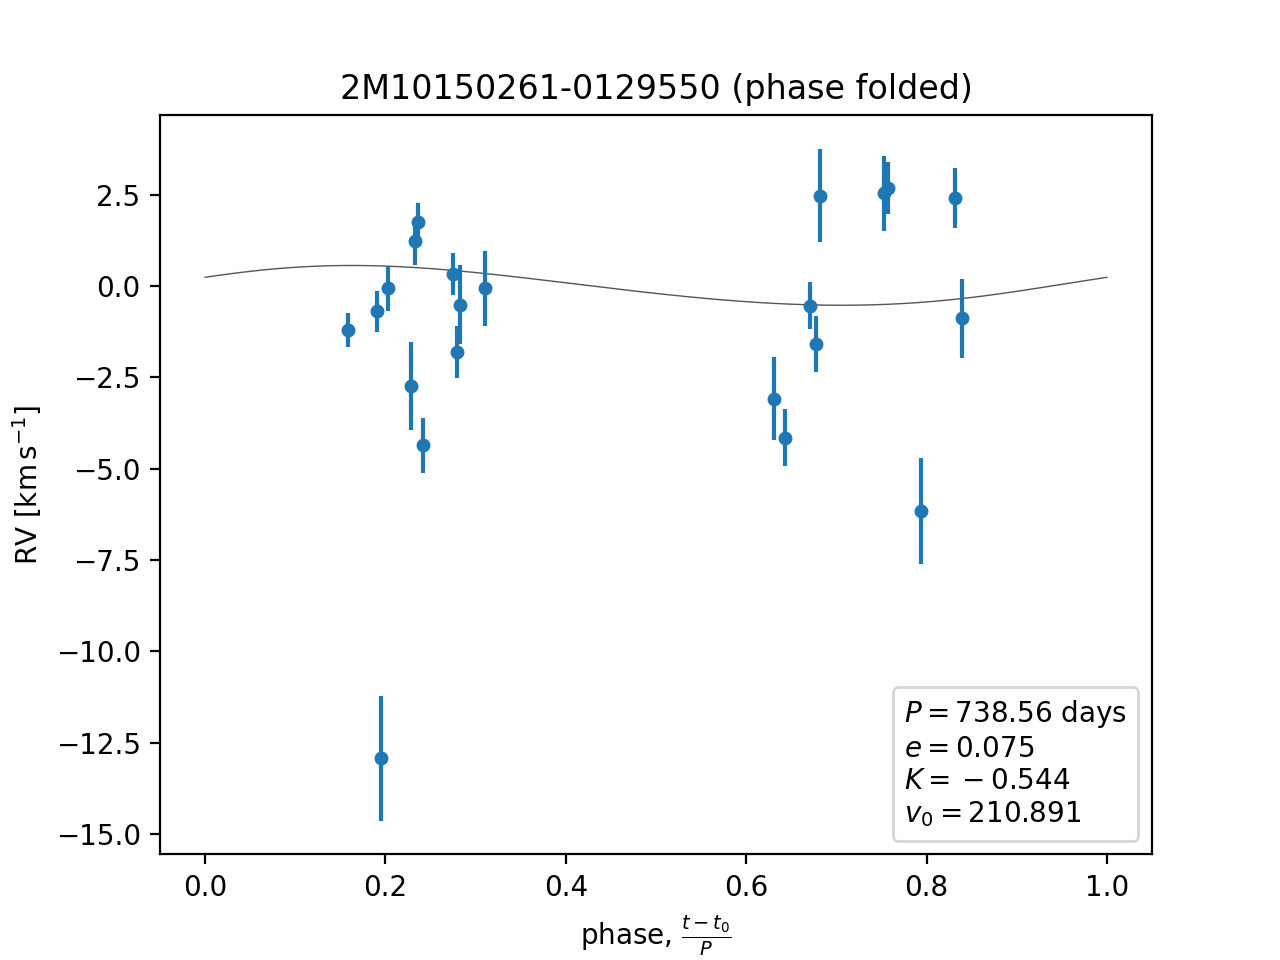 2M10150261-0129550 (phase folded)
RV [km s⁻¹]
2.5
0.0
−2.5
−5.0
−7.5
−10.0
−12.5
−15.0
P = 738.56 days
e = 0.075
K = −0.544
v₀ = 210.891
0.0 0.2 0.4 0.6 0.8 1.0
phase, (t − t₀)/P